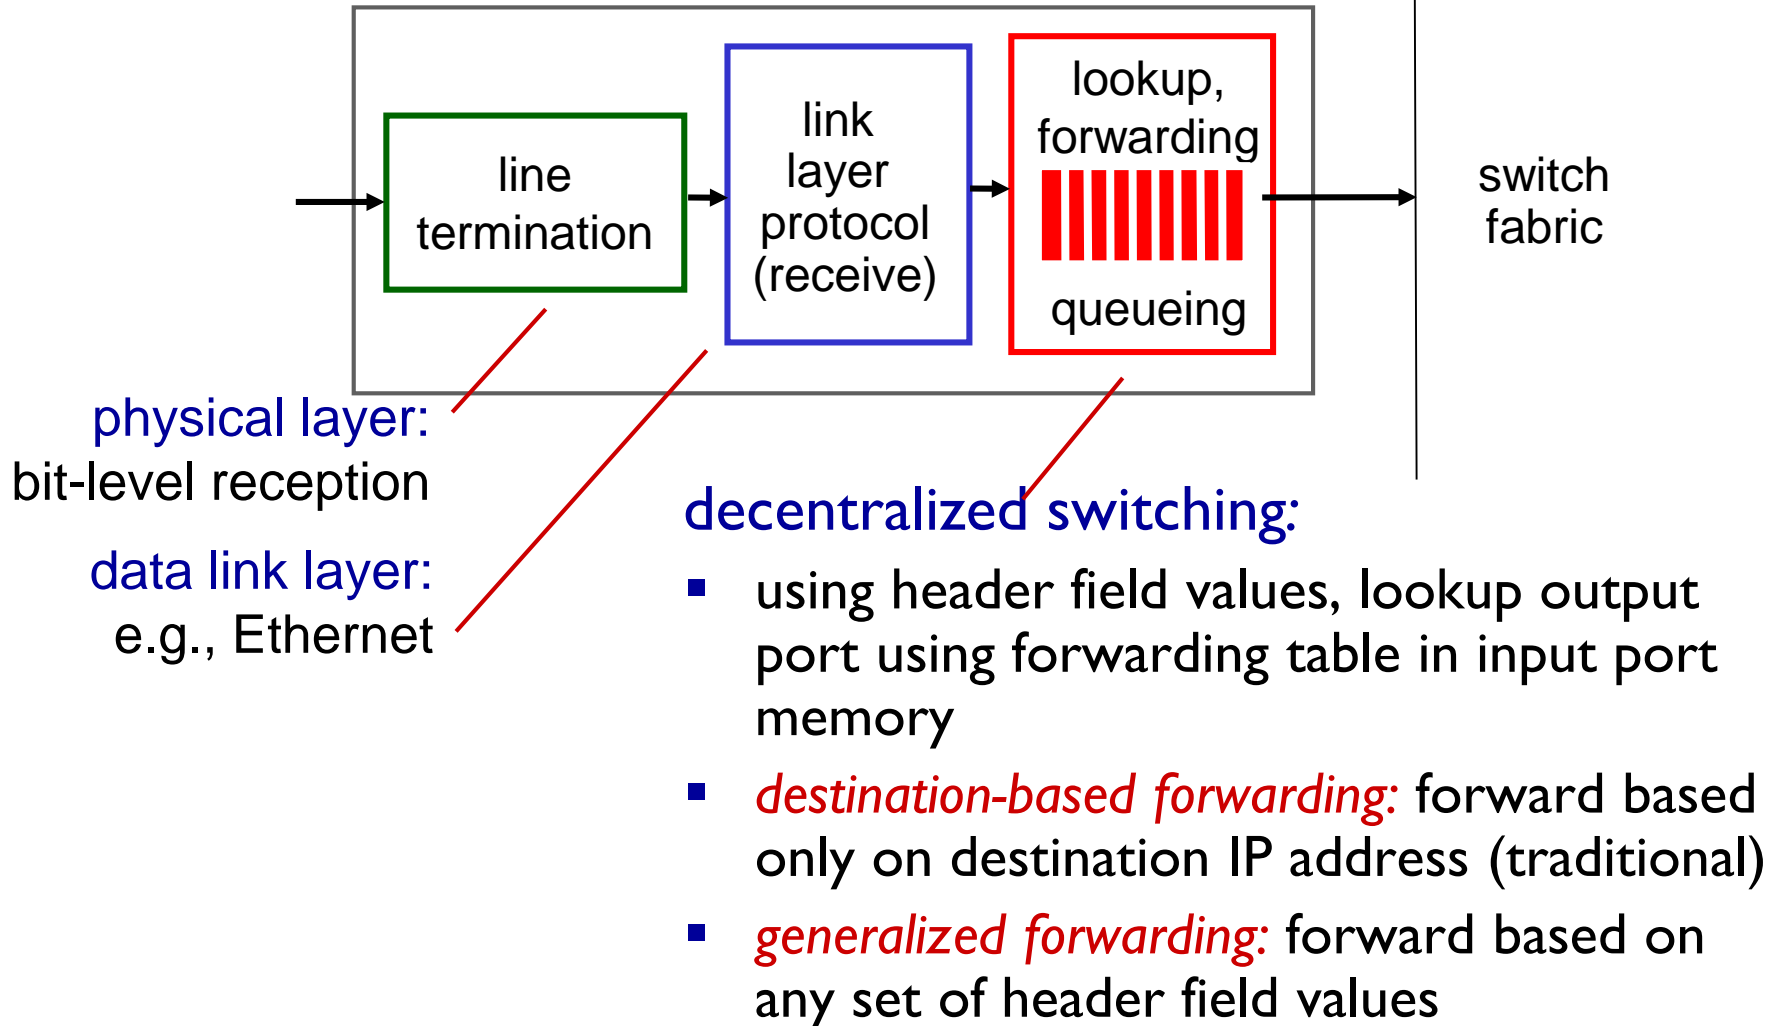 line
termination
link
layer
protocol
(receive)
lookup,
forwarding
queueing
switch
fabric
physical layer:
bit-level reception
data link layer:
e.g., Ethernet
decentralized switching:
▪ using header field values, lookup output
port using forwarding table in input port
memory
▪ destination-based forwarding: forward based
only on destination IP address (traditional)
▪ generalized forwarding: forward based on
any set of header field values